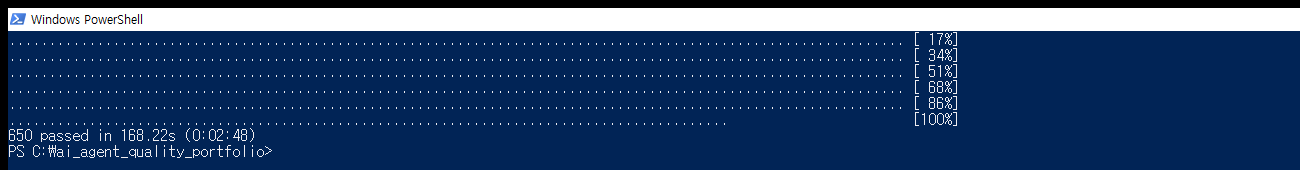 Windows PowerShell
............................................................................................................... [ 17%]
............................................................................................................... [ 34%]
............................................................................................................... [ 51%]
............................................................................................................... [ 68%]
............................................................................................................... [ 86%]
.......................................................................................... [100%]
650 passed in 168.22s (0:02:48)
PS C:₩ai_agent_quality_portfolio>